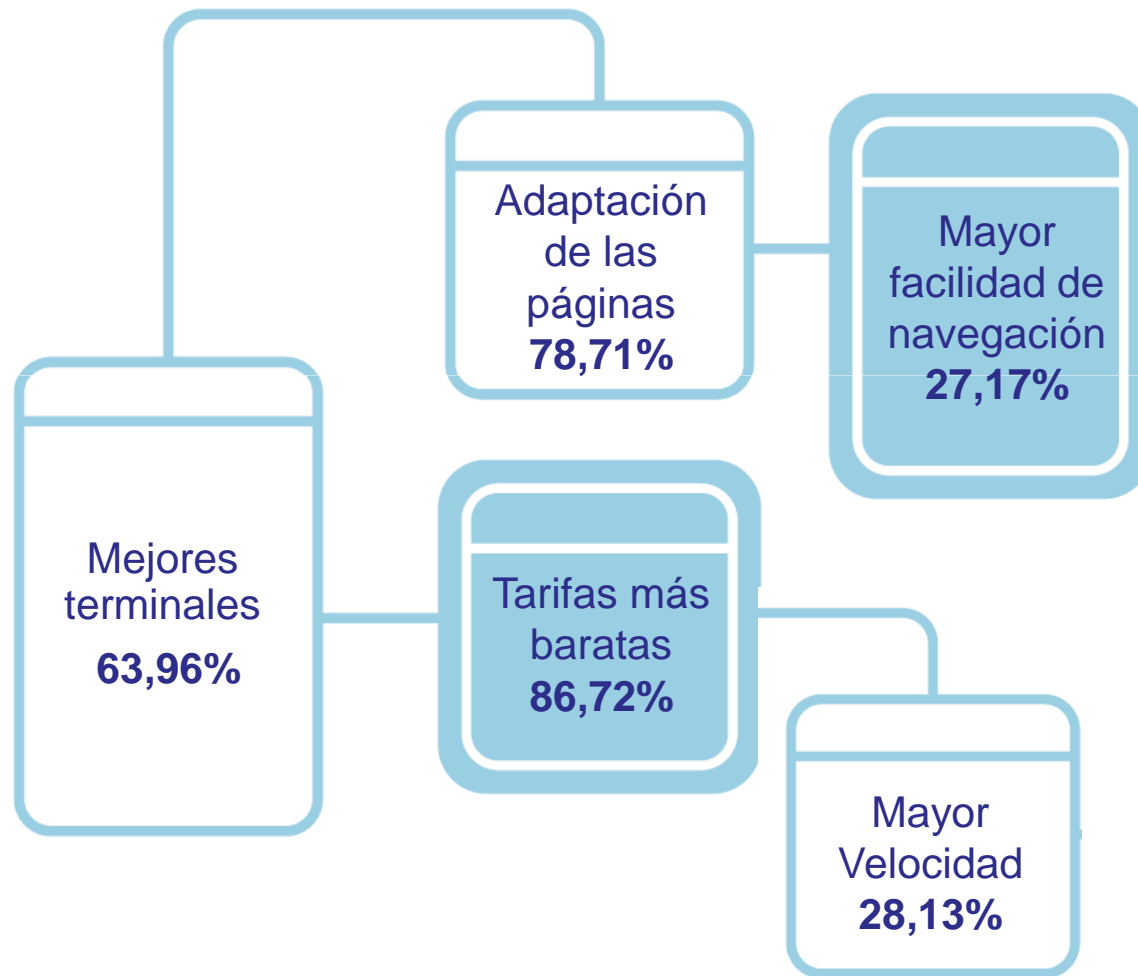 Adaptación
de las
páginas
78,71%
Mayor
facilidad de
navegación
27,17%
Mejores
terminales
63,96%
Tarifas más
baratas
86,72%
Mayor
Velocidad
28,13%